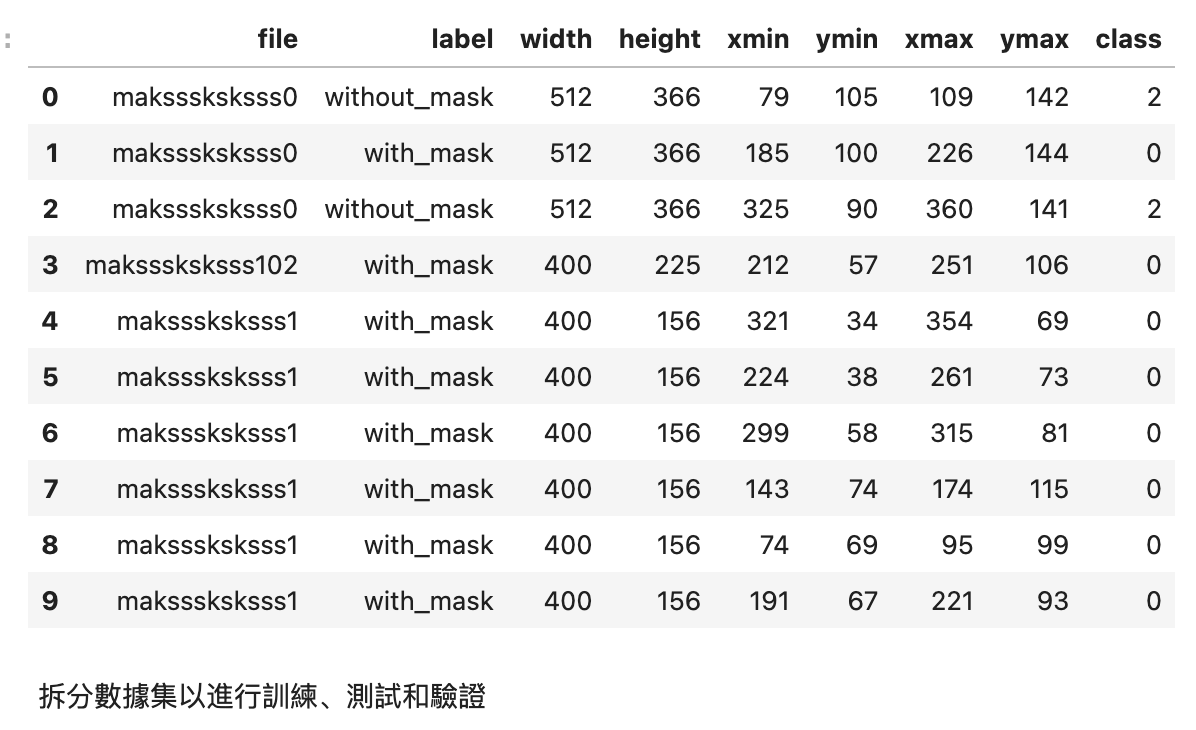 :
file label width height xmin ymin xmax ymax class
0 maksssksksss0 without_mask 512 366 79 105 109 142 2
1 maksssksksss0 with_mask 512 366 185 100 226 144 0
2 maksssksksss0 without_mask 512 366 325 90 360 141 2
3 maksssksksss102 with_mask 400 225 212 57 251 106 0
4 maksssksksss1 with_mask 400 156 321 34 354 69 0
5 maksssksksss1 with_mask 400 156 224 38 261 73 0
6 maksssksksss1 with_mask 400 156 299 58 315 81 0
7 maksssksksss1 with_mask 400 156 143 74 174 115 0
8 maksssksksss1 with_mask 400 156 74 69 95 99 0
9 maksssksksss1 with_mask 400 156 191 67 221 93 0
拆分數據集以進行訓練、測試和驗證